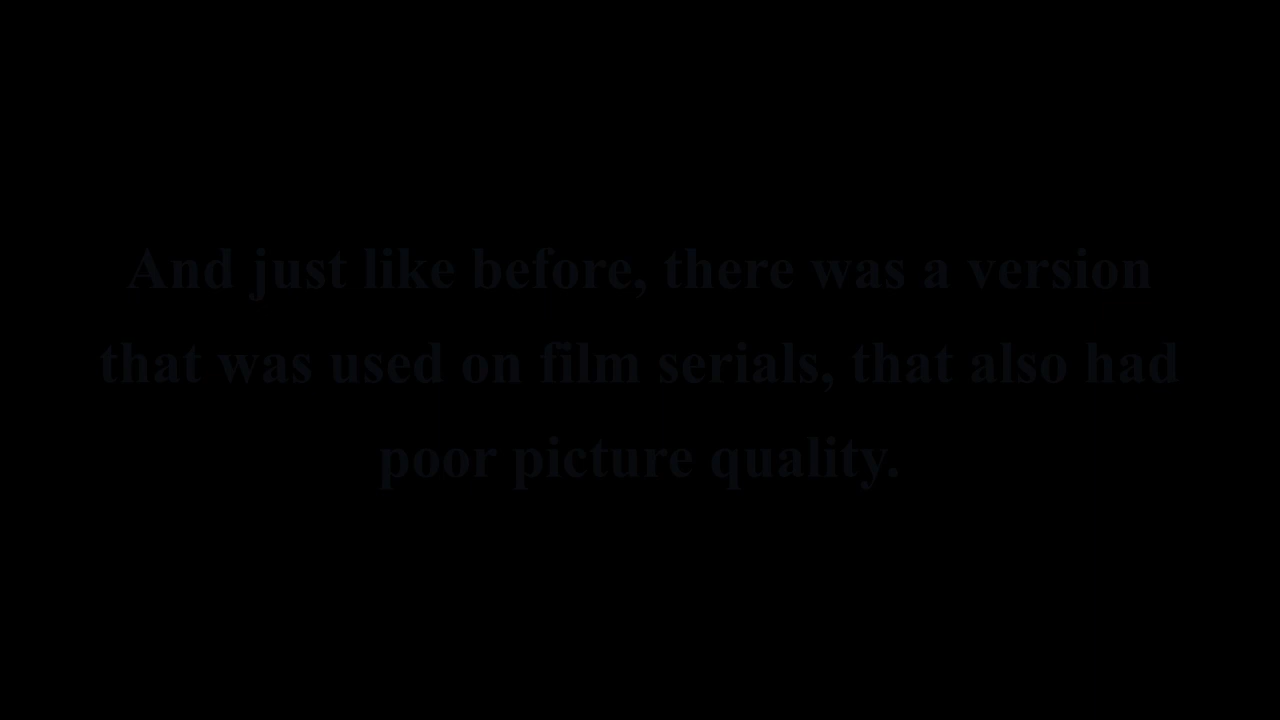 And just like before, there was a version
that was used on film serials, that also had
poor picture quality.